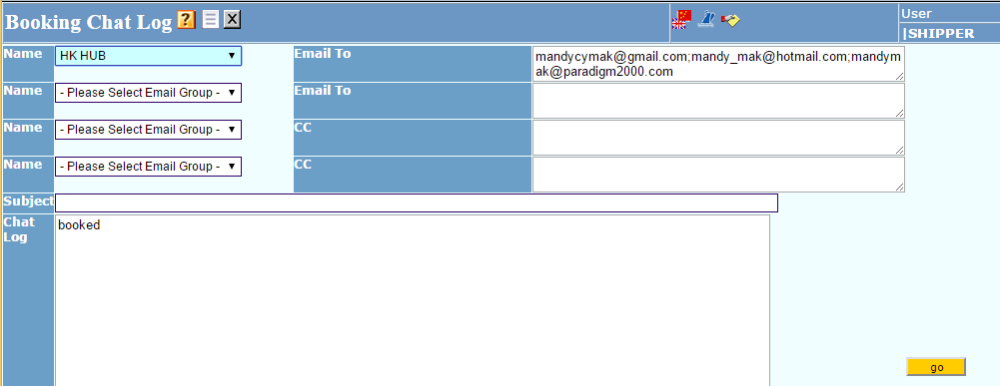 Booking Chat Log ? X
User
|SHIPPER
Name HK HUB Email To mandycymak@gmail.com;mandy_mak@hotmail.com;mandym
ak@paradigm2000.com
Name - Please Select Email Group - Email To
Name - Please Select Email Group - CC
Name - Please Select Email Group - CC
Subject
Chat booked
Log
go